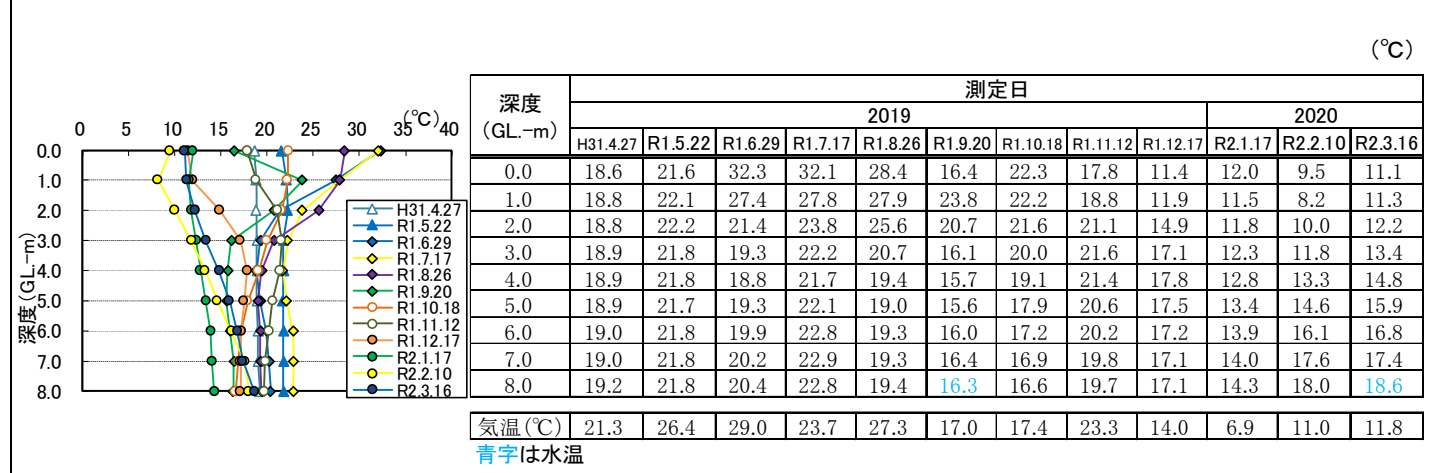 (℃)
(℃)
0 5 10 15 20 25 30 35 40
0.0
1.0
2.0
3.0
4.0
5.0
6.0
7.0
8.0
深度(GL-m)
H31.4.27
R1.5.22
R1.6.29
R1.7.17
R1.8.26
R1.9.20
R1.10.18
R1.11.12
R1.12.17
R2.1.17
R2.2.10
R2.3.16
深度
(GL.-m)
測定日
2019 2020
H31.4.27 R1.5.22 R1.6.29 R1.7.17 R1.8.26 R1.9.20 R1.10.18 R1.11.12 R1.12.17 R2.1.17 R2.2.10 R2.3.16
0.0 18.6 21.6 32.3 32.1 28.4 16.4 22.3 17.8 11.4 12.0 9.5 11.1
1.0 18.8 22.1 27.4 27.8 27.9 23.8 22.2 18.8 11.9 11.5 8.2 11.3
2.0 18.8 22.2 21.4 23.8 25.6 20.7 21.6 21.1 14.9 11.8 10.0 12.2
3.0 18.9 21.8 19.3 22.2 20.7 16.1 20.0 21.6 17.1 12.3 11.8 13.4
4.0 18.9 21.8 18.8 21.7 19.4 15.7 19.1 21.4 17.8 12.8 13.3 14.8
5.0 18.9 21.7 19.3 22.1 19.0 15.6 17.9 20.6 17.5 13.4 14.6 15.9
6.0 19.0 21.8 19.9 22.8 19.3 16.0 17.2 20.2 17.2 13.9 16.1 16.8
7.0 19.0 21.8 20.2 22.9 19.3 16.4 16.9 19.8 17.1 14.0 17.6 17.4
8.0 19.2 21.8 20.4 22.8 19.4 16.3 16.6 19.7 17.1 14.3 18.0 18.6
気温(℃) 21.3 26.4 29.0 23.7 27.3 17.0 17.4 23.3 14.0 6.9 11.0 11.8
青字は水温